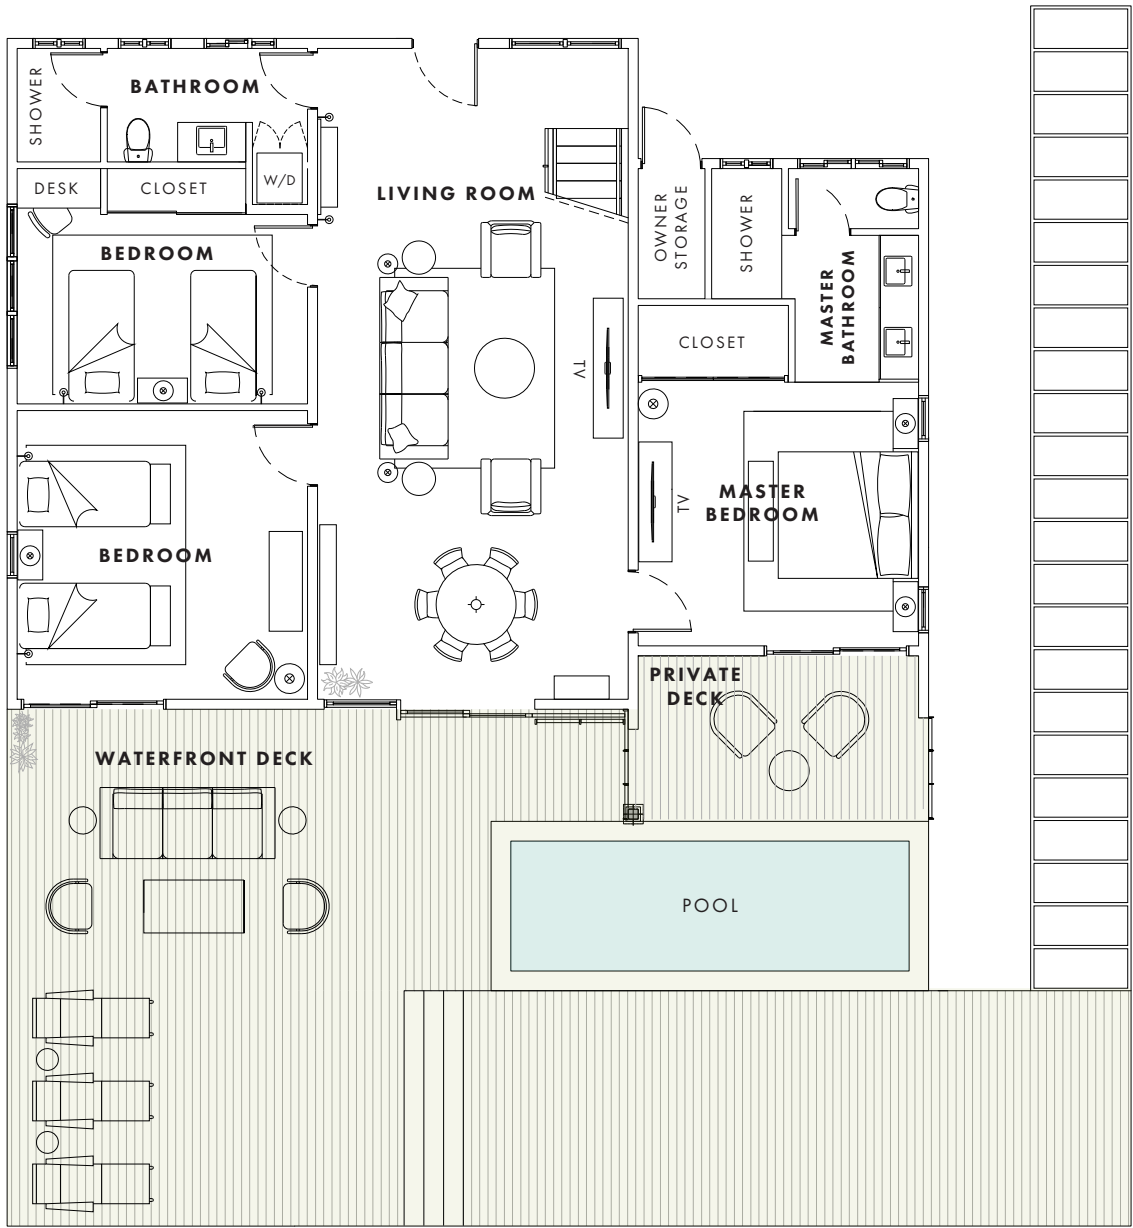 BATHROOM
SHOWER
DESK
CLOSET
W/D
LIVING ROOM
OWNER
STORAGE
SHOWER
MASTER
BATHROOM
BEDROOM
CLOSET
TV
TV
MASTER
BEDROOM
BEDROOM
PRIVATE
DECK
WATERFRONT DECK
POOL